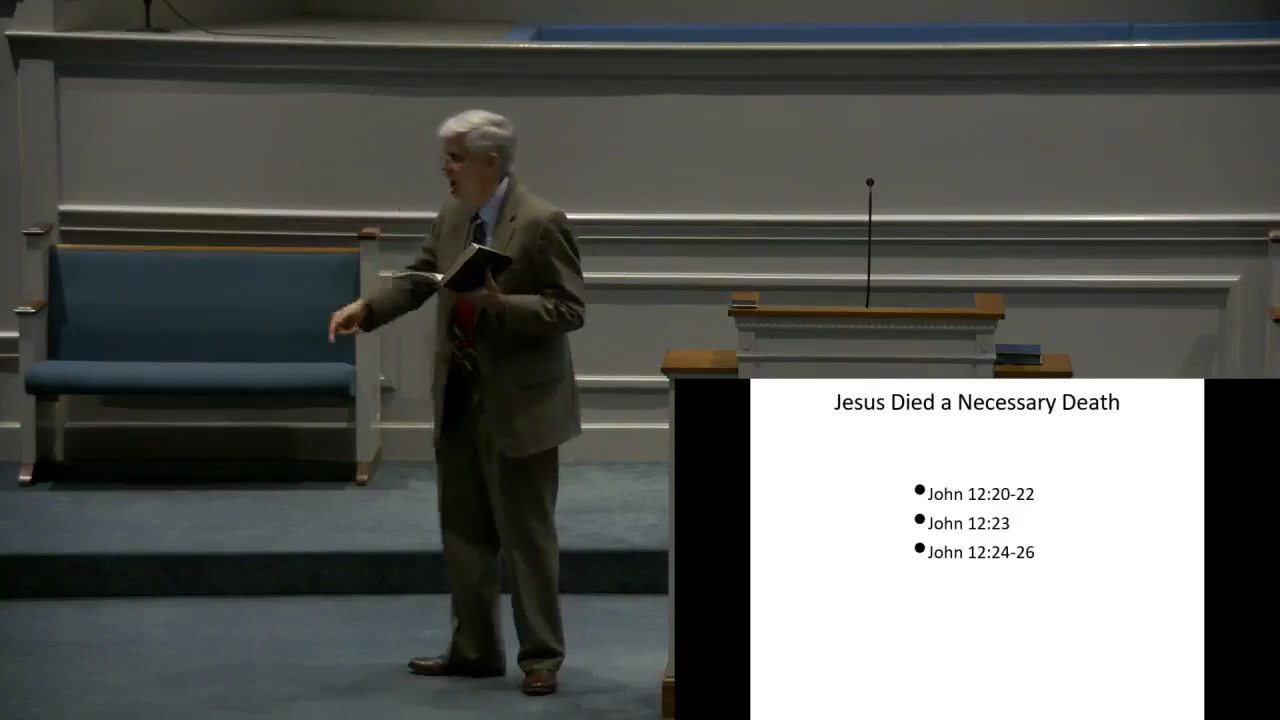 Jesus Died a Necessary Death
●John 12:20-22
●John 12:23
●John 12:24-26